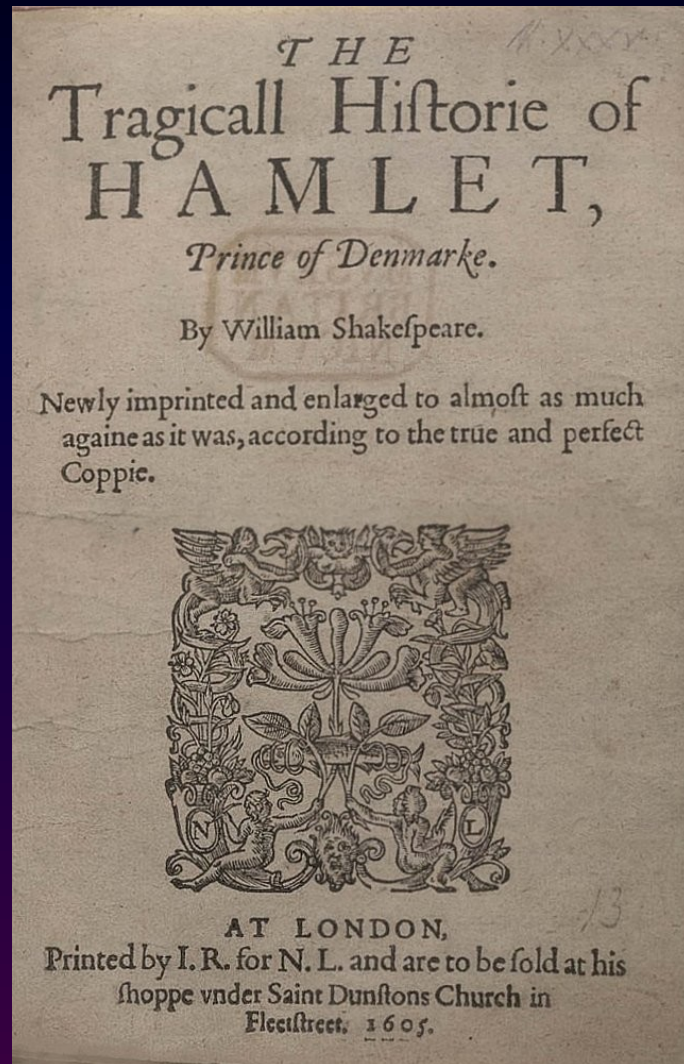 THE
Tragicall Hiſtorie of
HAMLET,
Prince of Denmarke.
By William Shakeſpeare.
Newly imprinted and enlarged to almoſt as much
againe as it was, according to the true and perfect
Coppie.
N L
AT LONDON,
Printed by I. R. for N. L. and are to be ſold at his
ſhoppe vnder Saint Dunſtons Church in
Fleetſtreet. 1605.
13